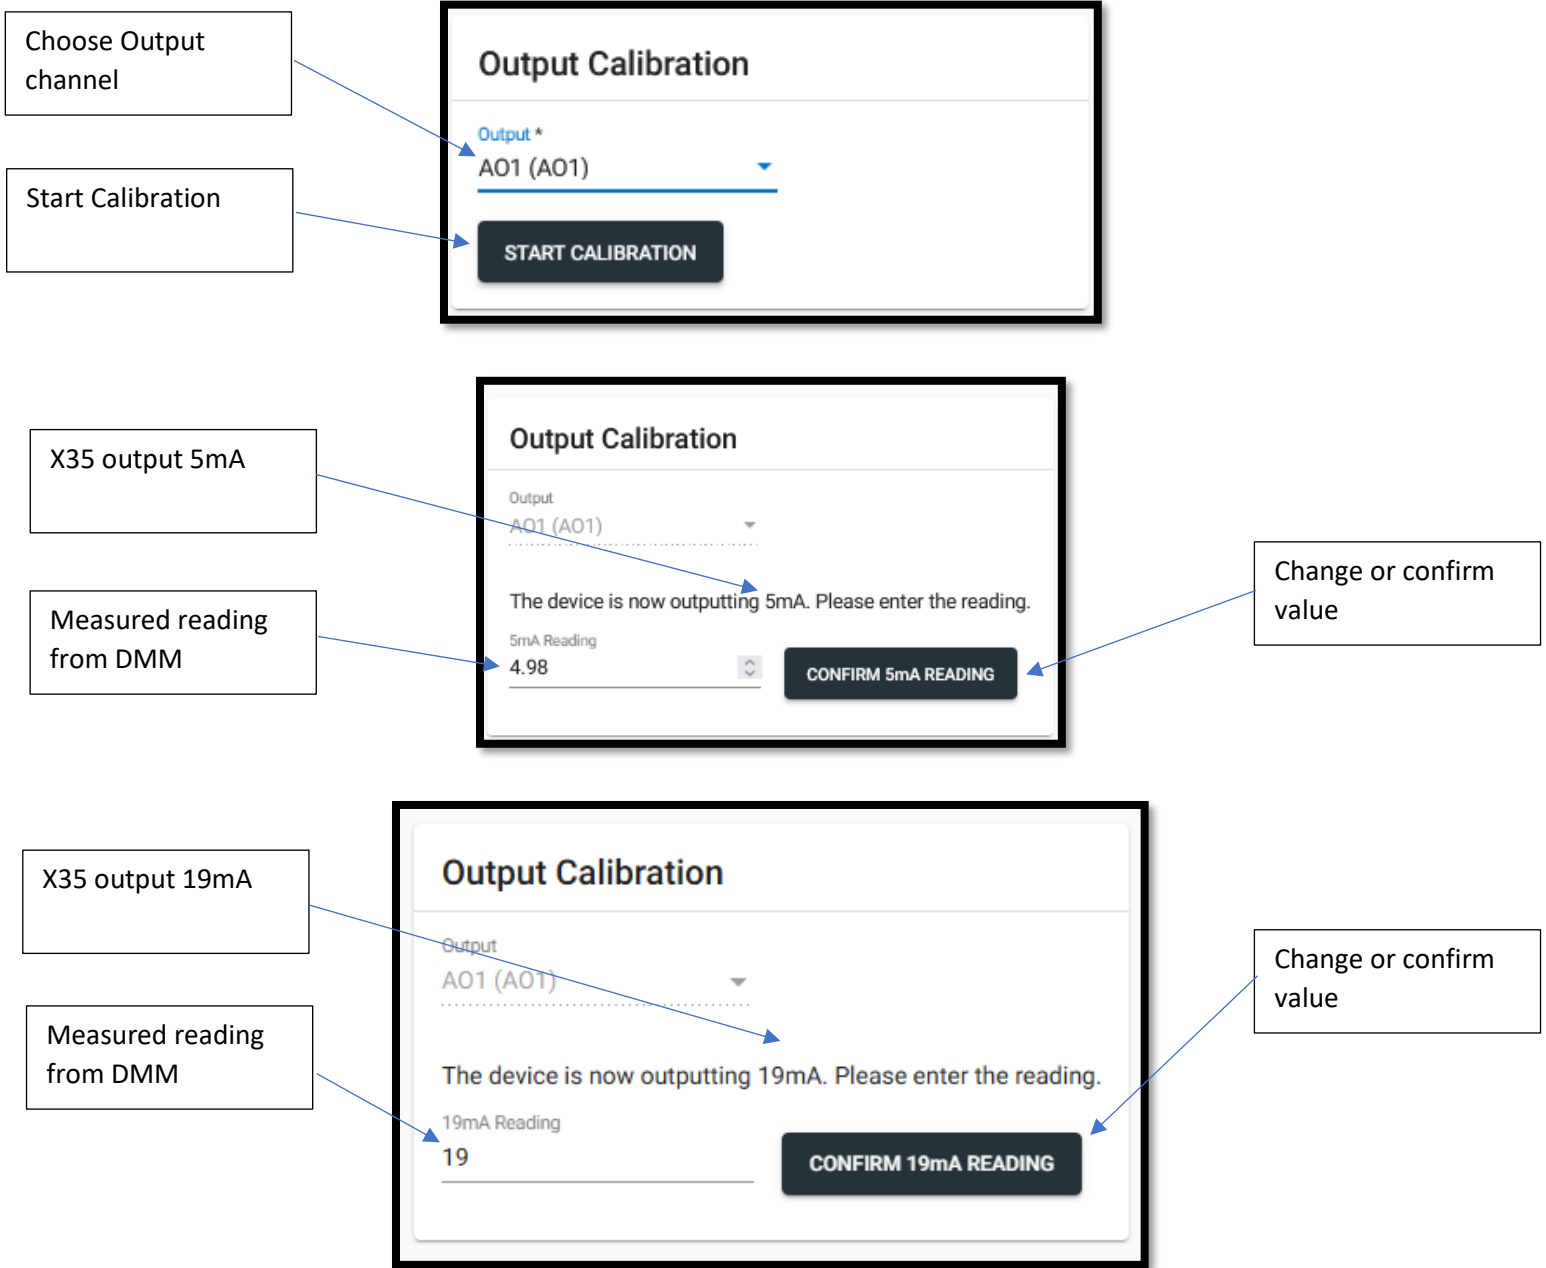 Choose Output
channel
Start Calibration
Output Calibration
Output *
AO1 (AO1)
START CALIBRATION
X35 output 5mA
Measured reading
from DMM
Output Calibration
Output
AO1 (AO1)
The device is now outputting 5mA. Please enter the reading.
5mA Reading
4.98
CONFIRM 5mA READING
Change or confirm
value
X35 output 19mA
Measured reading
from DMM
Output Calibration
Output
AO1 (AO1)
The device is now outputting 19mA. Please enter the reading.
19mA Reading
19
CONFIRM 19mA READING
Change or confirm
value